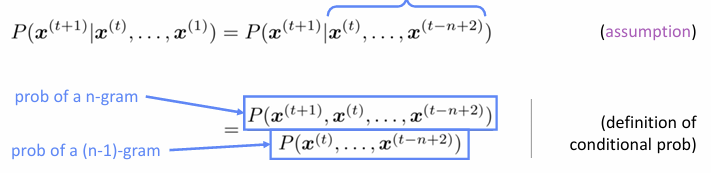 P(x^{(t+1)}|x^{(t)}, . . . , x^{(1)}) = P(x^{(t+1)}|x^{(t)}, . . . , x^{(t−n+2)}) (assumption)
prob of a n-gram
= P(x^{(t+1)}, x^{(t)}, . . . , x^{(t−n+2)})
prob of a (n-1)-gram
P(x^{(t)}, . . . , x^{(t−n+2)})
(definition of
conditional prob)